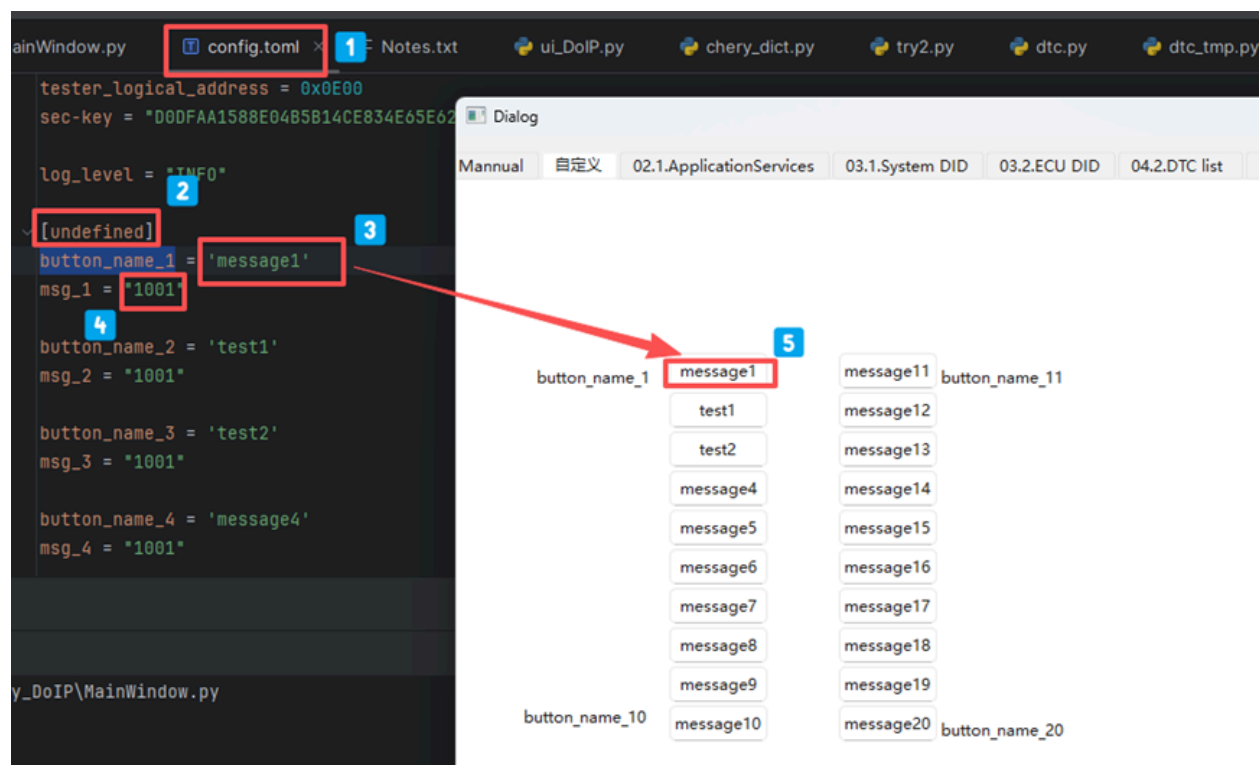 ainWindow.py config.toml × 1 Notes.txt ui_DoIP.py chery_dict.py try2.py dtc.py dtc_tmp.py
tester_logical_address = 0x0E00
sec-key = "D0DFAA1588E04B5B14CE834E65E62
log_level = "INFO"
2
[undefined]
3
button_name_1 = 'message1'
msg_1 = "1001"
4
button_name_2 = 'test1'
msg_2 = "1001"
button_name_3 = 'test2'
msg_3 = "1001"
button_name_4 = 'message4'
msg_4 = "1001"
y_DoIP\MainWindow.py
Dialog
Mannual 自定义 02.1.ApplicationServices 03.1.System DID 03.2.ECU DID 04.2.DTC list
5
button_name_1 message1 message11 button_name_11
test1 message12
test2 message13
message4 message14
message5 message15
message6 message16
message7 message17
message8 message18
message9 message19
button_name_10 message10 message20 button_name_20